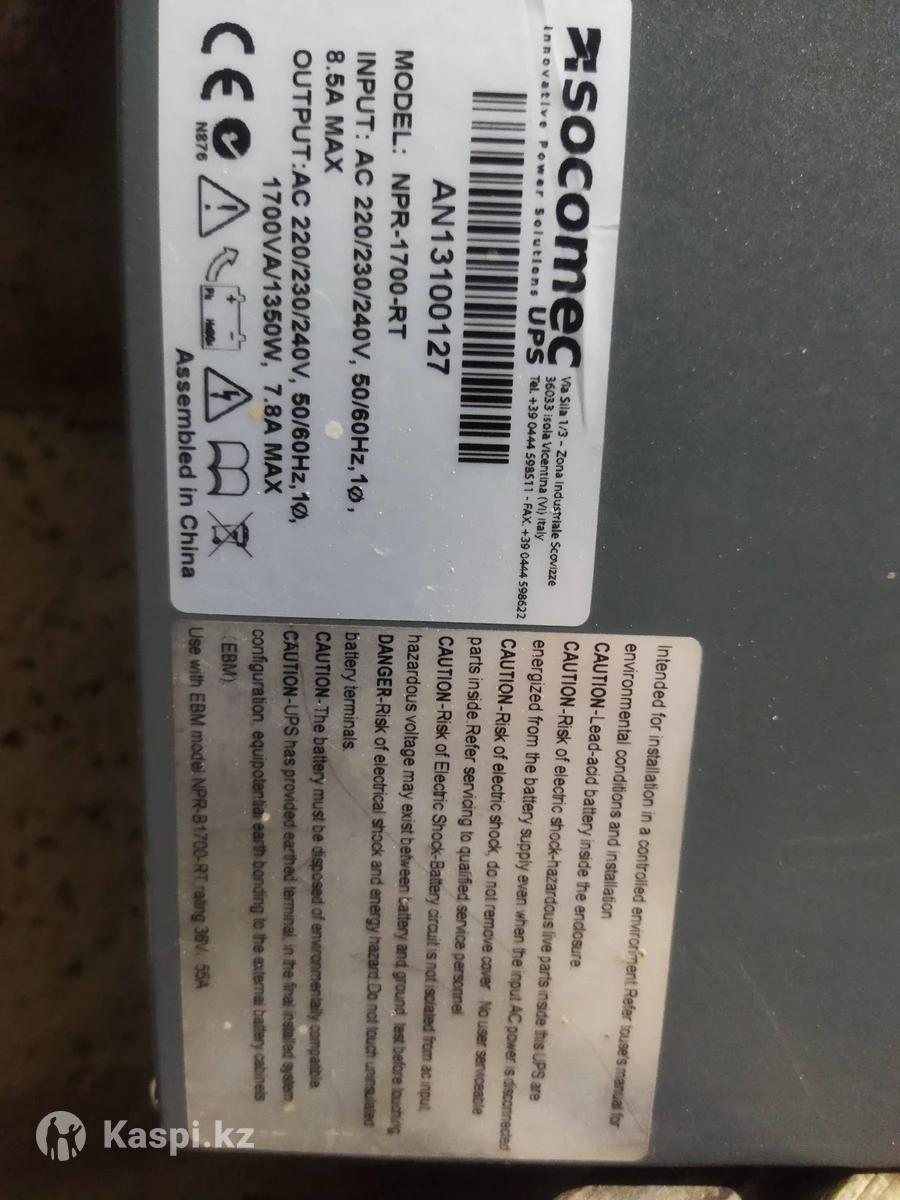 socomec
Innovative Power Solutions UPS
Via Sila 1/3 - Zona Industriale Scovizze
36033 Isola Vicentina (VI) Italy
Tel. +39 0444 598511 - FAX. +39 0444 598622
AN13100127
MODEL: NPR-1700-RT
INPUT: AC 220/230/240V, 50/60Hz,1ø,
8.5A MAX
OUTPUT:AC 220/230/240V, 50/60Hz,1ø,
1700VA/1350W, 7.8A MAX
CE
N876
Pb
Assembled in China
Intended for installation in a controlled environment.Refer touse's manual for
environmental conditions and installation
CAUTION-Lead-acid battery inside the enclosure.
CAUTION-Risk of electric shock-hazardous live parts inside this UPS are
energized from the battery supply even when the input AC power is disconnected
CAUTION-Risk of electric shock, do not remove cover. No user serviceable
parts inside.Refer servicing to qualified service personnel.
CAUTION-Risk of Electric Shock-Battery circuit is not isolated from ac input,
hazardous voltage may exist between battery and ground, test before touching.
DANGER-Risk of electrical shock and energy hazard.Do not touch uninsulated
battery terminals.
CAUTION-The battery must be disposed of environmentally compatible.
CAUTION-UPS has provided earthed terminal, in the final installed system
configuration, equipotential earth bonding to the external battery cabinets
(EBM).
Use with EBM model NPR-B1700-RT rating 36V, 55A
Kaspi.kz